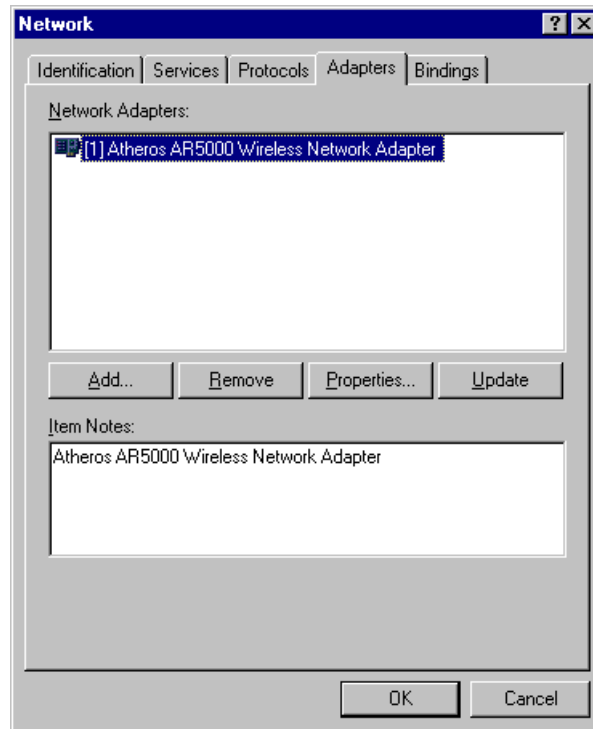 Network
Identification Services Protocols Adapters Bindings
Network Adapters:
[1] Atheros AR5000 Wireless Network Adapter
Add... Remove Properties... Update
Item Notes:
Atheros AR5000 Wireless Network Adapter
OK Cancel